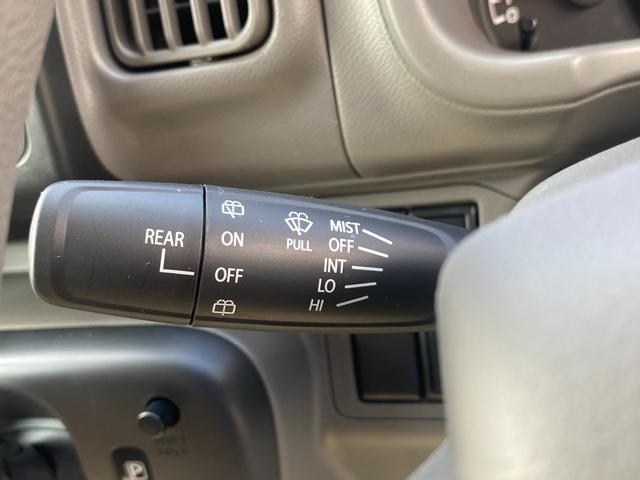 REAR
ON
OFF
PULL
MIST
OFF
INT
LO
HI
P